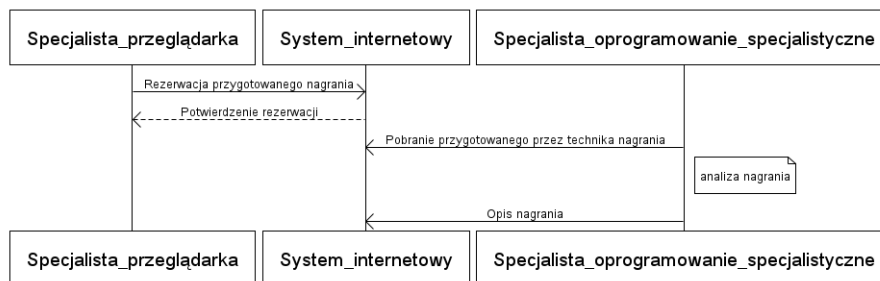 Specjalista_przeglądarka
System_internetowy
Specjalista_oprogramowanie_specjalistyczne
Rezerwacja przygotowanego nagrania
Potwierdzenie rezerwacji
Pobranie przygotowanego przez technika nagrania
analiza nagrania
Opis nagrania
Specjalista_przeglądarka
System_internetowy
Specjalista_oprogramowanie_specjalistyczne